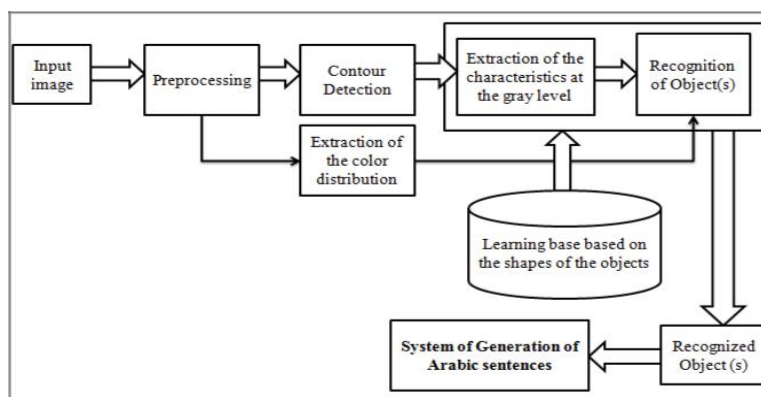 Input
image
Preprocessing
Contour
Detection
Extraction of the
characteristics at
the gray level
Recognition
of Object(s)
Extraction of
the color
distribution
Learning base based on
the shapes of the objects
System of Generation of
Arabic sentences
Recognized
Object (s)